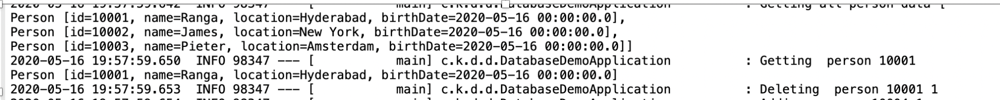 2020-05-16 19:57:59.642  INFO 98347 --- [           main] c.k.d.d.DatabaseDemoApplication          : Getting all person data [
Person [id=10001, name=Ranga, location=Hyderabad, birthDate=2020-05-16 00:00:00.0],
Person [id=10002, name=James, location=New York, birthDate=2020-05-16 00:00:00.0],
Person [id=10003, name=Pieter, location=Amsterdam, birthDate=2020-05-16 00:00:00.0]]
2020-05-16 19:57:59.650  INFO 98347 --- [           main] c.k.d.d.DatabaseDemoApplication          : Getting  person 10001
Person [id=10001, name=Ranga, location=Hyderabad, birthDate=2020-05-16 00:00:00.0]
2020-05-16 19:57:59.653  INFO 98347 --- [           main] c.k.d.d.DatabaseDemoApplication          : Deleting  person 10001 1